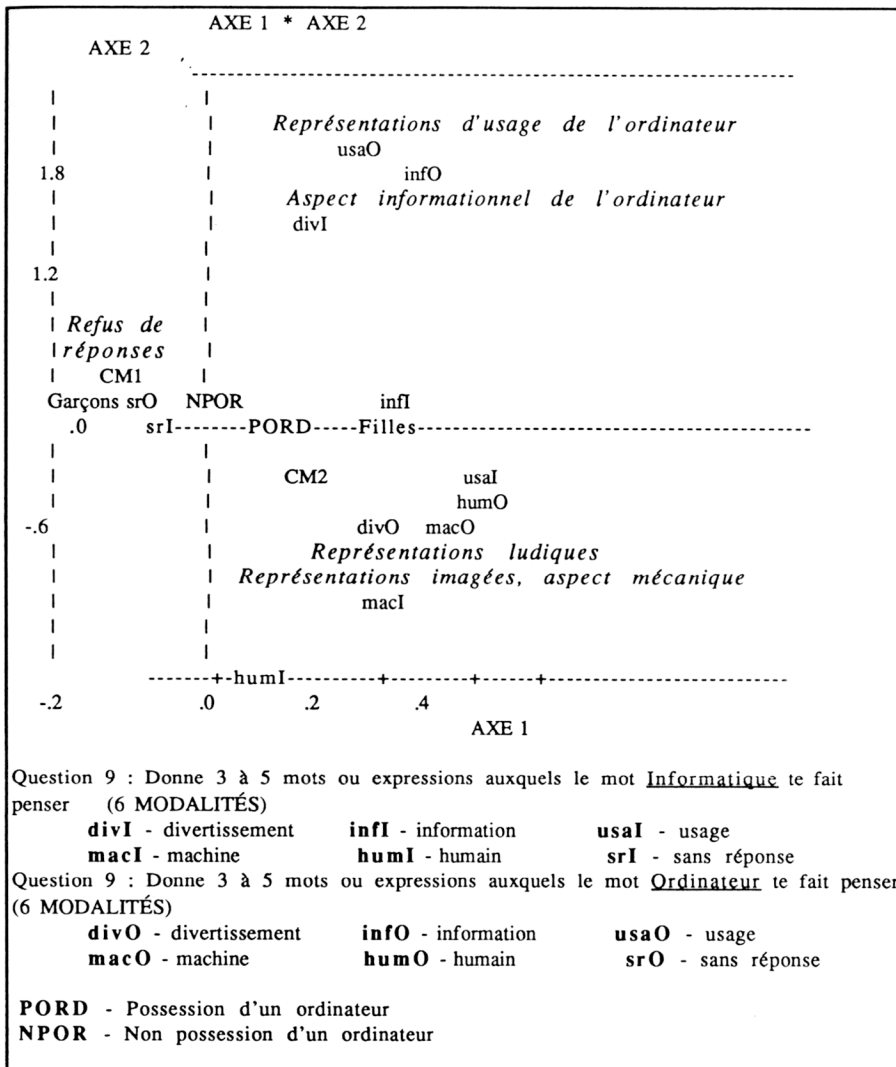 AXE 1 * AXE 2
AXE 2
Représentations d'usage de l'ordinateur
usaO
1.8 infO
Aspect informationnel de l'ordinateur
divI
1.2
Refus de
réponses
CM1
Garçons srO NPOR infI
.0 srI--------PORD-----Filles----------------------------------------
CM2 usaI
humO
-.6 divO macO
Représentations ludiques
Représentations imagées, aspect mécanique
macI
-------+-humI---------+--------+-----+------------------------
-.2 .0 .2 .4
AXE 1
Question 9 : Donne 3 à 5 mots ou expressions auxquels le mot Informatique te fait
penser (6 MODALITÉS)
divI - divertissement infI - information usaI - usage
macI - machine humI - humain srI - sans réponse
Question 9 : Donne 3 à 5 mots ou expressions auxquels le mot Ordinateur te fait penser
(6 MODALITÉS)
divO - divertissement infO - information usaO - usage
macO - machine humO - humain srO - sans réponse
PORD - Possession d'un ordinateur
NPOR - Non possession d'un ordinateur